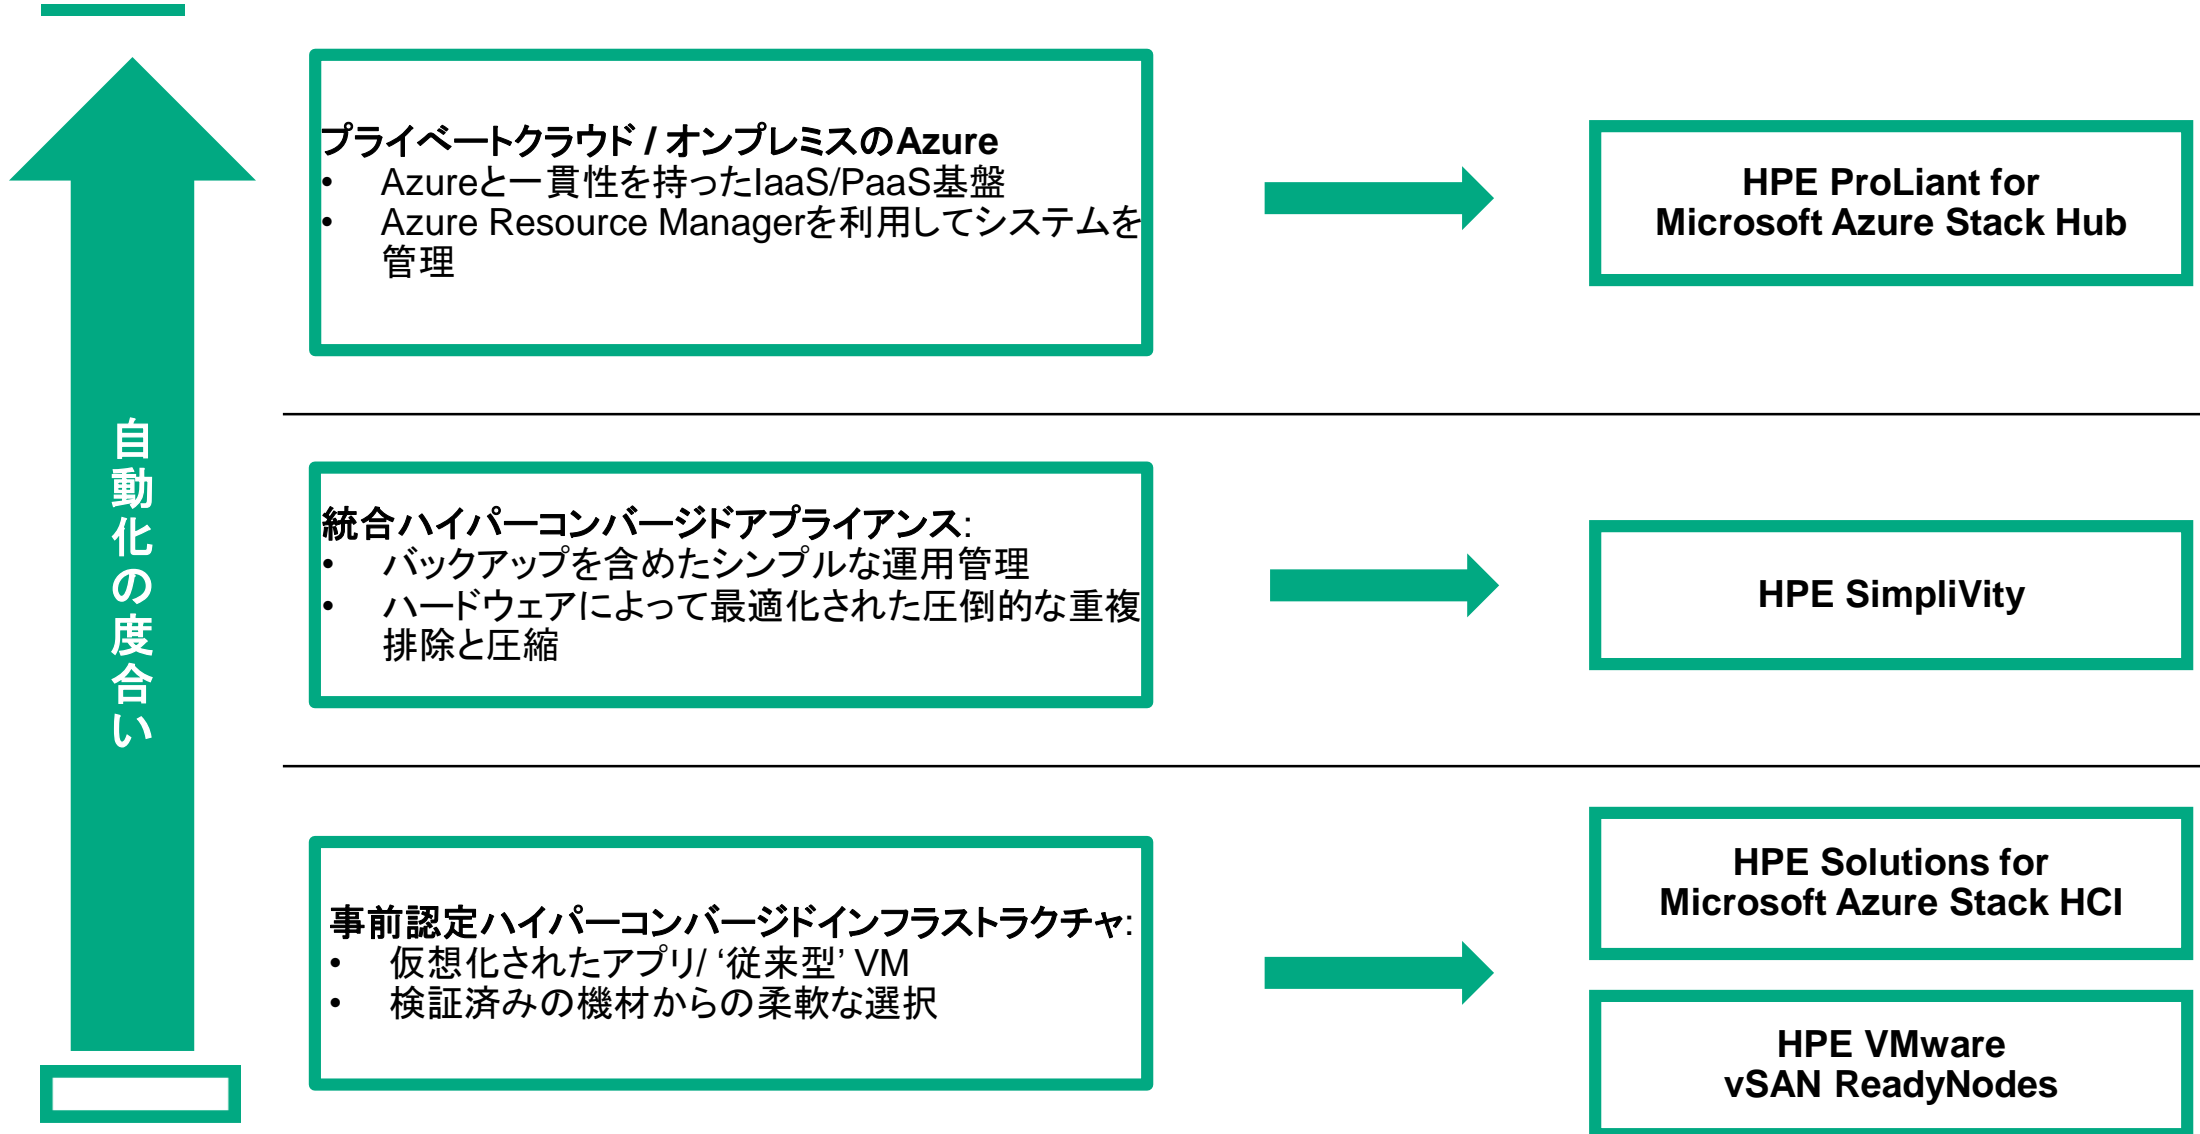 自動化の度合い
プライベートクラウド / オンプレミスのAzure
• Azureと一貫性を持ったIaaS/PaaS基盤
• Azure Resource Managerを利用してシステムを
管理
HPE ProLiant for
Microsoft Azure Stack Hub
統合ハイパーコンバージドアプライアンス:
• バックアップを含めたシンプルな運用管理
• ハードウェアによって最適化された圧倒的な重複
排除と圧縮
HPE SimpliVity
事前認定ハイパーコンバージドインフラストラクチャ:
• 仮想化されたアプリ/ ‘従来型’ VM
• 検証済みの機材からの柔軟な選択
HPE Solutions for
Microsoft Azure Stack HCI
HPE VMware
vSAN ReadyNodes